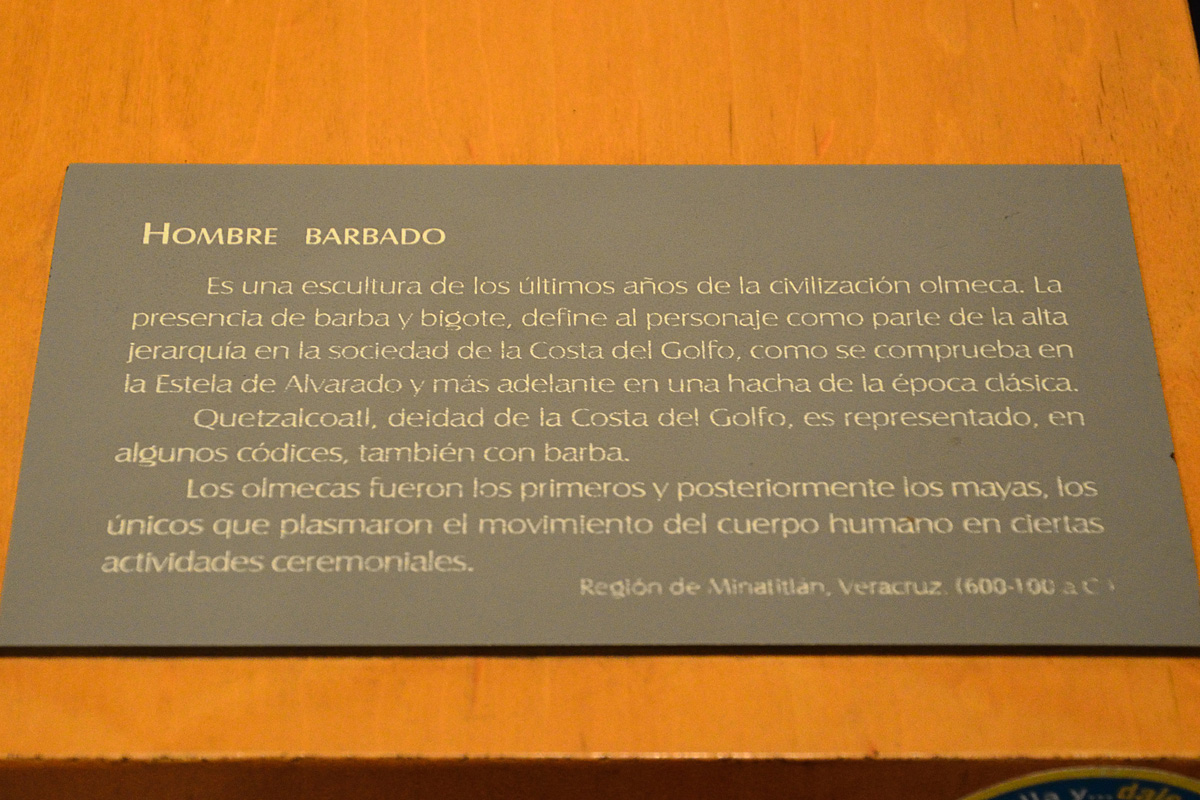 HOMBRE BARBADO
Es una escultura de los últimos años de la civilización olmeca. La
presencia de barba y bigote, define al personaje como parte de la alta
jerarquía en la sociedad de la Costa del Golfo, como se comprueba en
la Estela de Alvarado y más adelante en una hacha de la época clásica.
Quetzalcoatl, deidad de la Costa del Golfo, es representado, en
algunos códices, también con barba.
Los olmecas fueron los primeros y posteriormente los mayas, los
únicos que plasmaron el movimiento del cuerpo humano en ciertas
actividades ceremoniales.
Región de Minatitlán, Veracruz. (600-100 a C )
y... dale